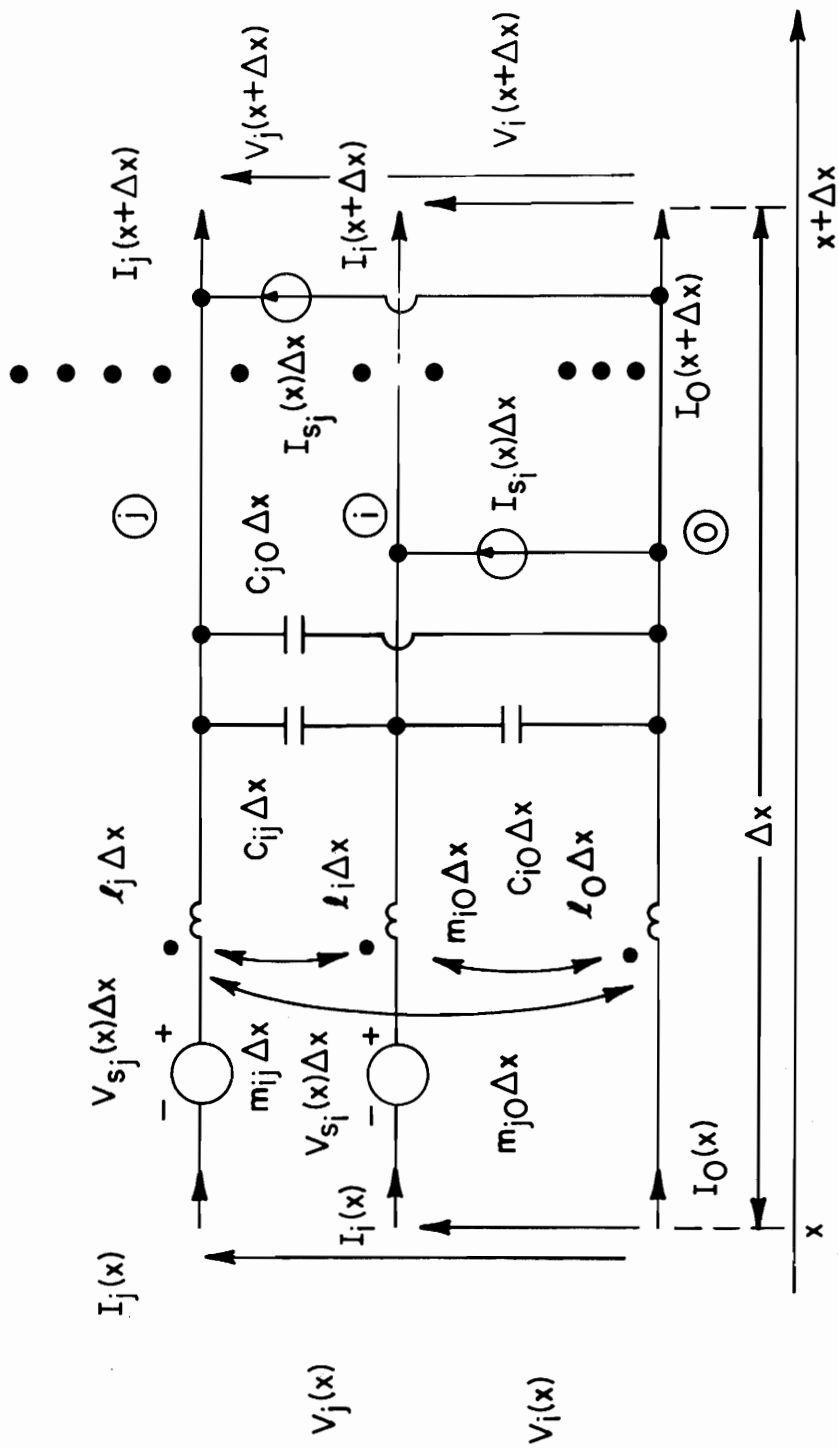 I_j(x)
V_{s_j}(x)Δx
- +
ℓ_jΔx
j
I_j(x+Δx)
V_j(x)
m_{ij}Δx
C_{ij}Δx
C_{jO}Δx
I_{s_j}(x)Δx
V_j(x+Δx)
I_i(x)
V_{s_i}(x)Δx
- +
ℓ_iΔx
i
I_i(x+Δx)
V_i(x)
m_{jO}Δx
m_{iO}Δx
C_{iO}Δx
I_{s_i}(x)Δx
V_i(x+Δx)
I_O(x)
ℓ_OΔx
O
I_O(x+Δx)
Δx
x
x+Δx